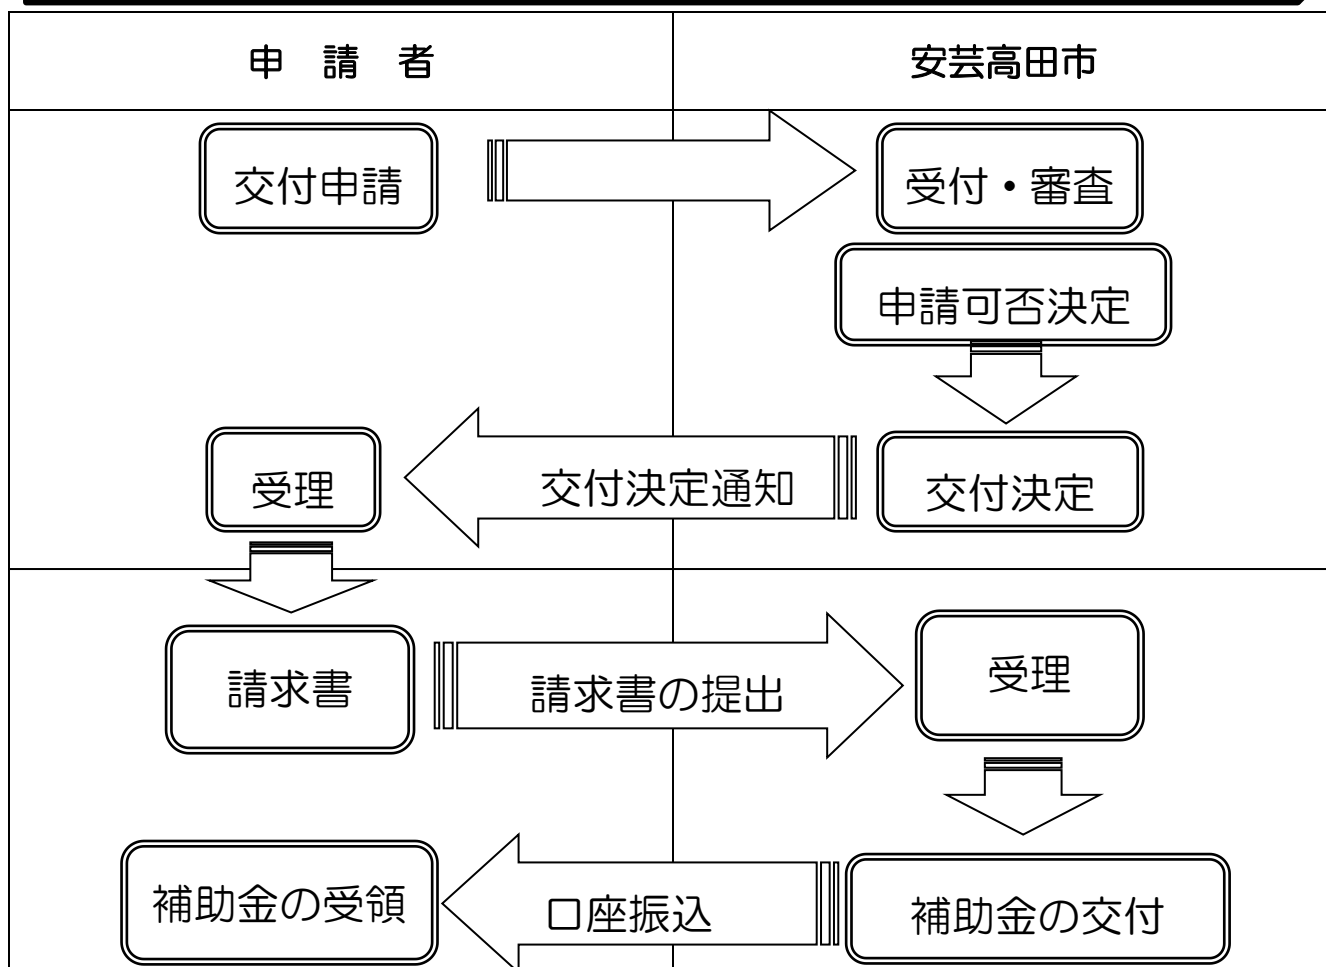 申　請　者
安芸高田市
交付申請
受付・審査
申請可否決定
受理
交付決定通知
交付決定
請求書
請求書の提出
受理
補助金の受領
口座振込
補助金の交付